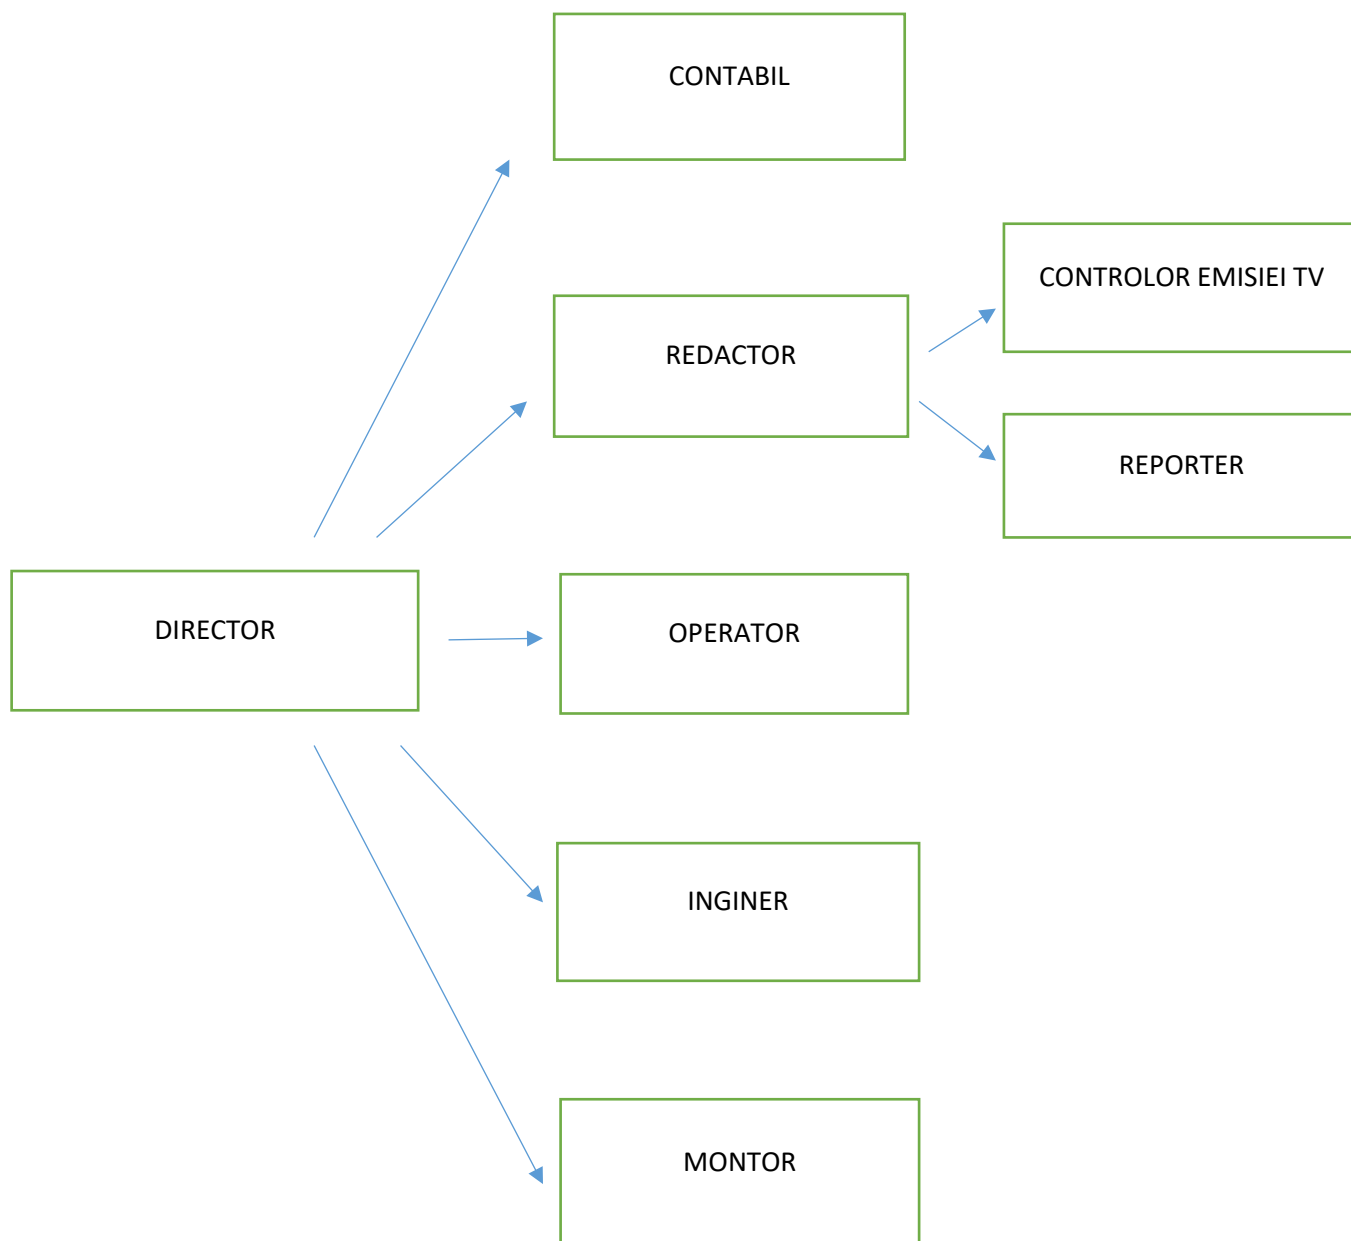 CONTABIL
CONTROLOR EMISIEI TV
REDACTOR
REPORTER
DIRECTOR
OPERATOR
INGINER
MONTOR